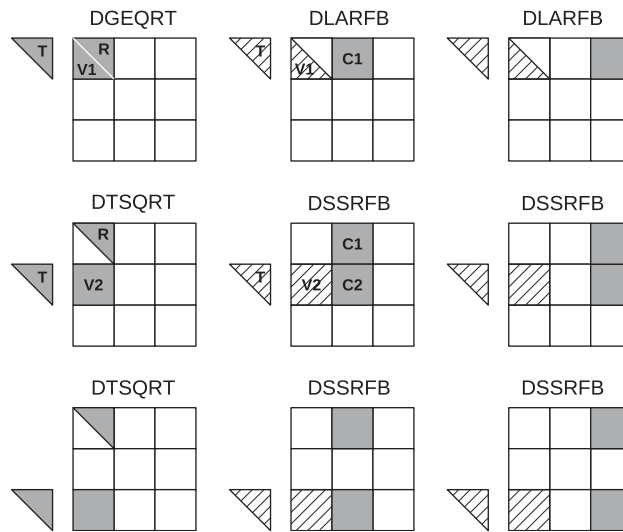 DGEQRT DLARFB DLARFB
T R V1 T V1 C1
DTSQRT DSSRFB DSSRFB
R C1
T V2 T V2 C2
DTSQRT DSSRFB DSSRFB